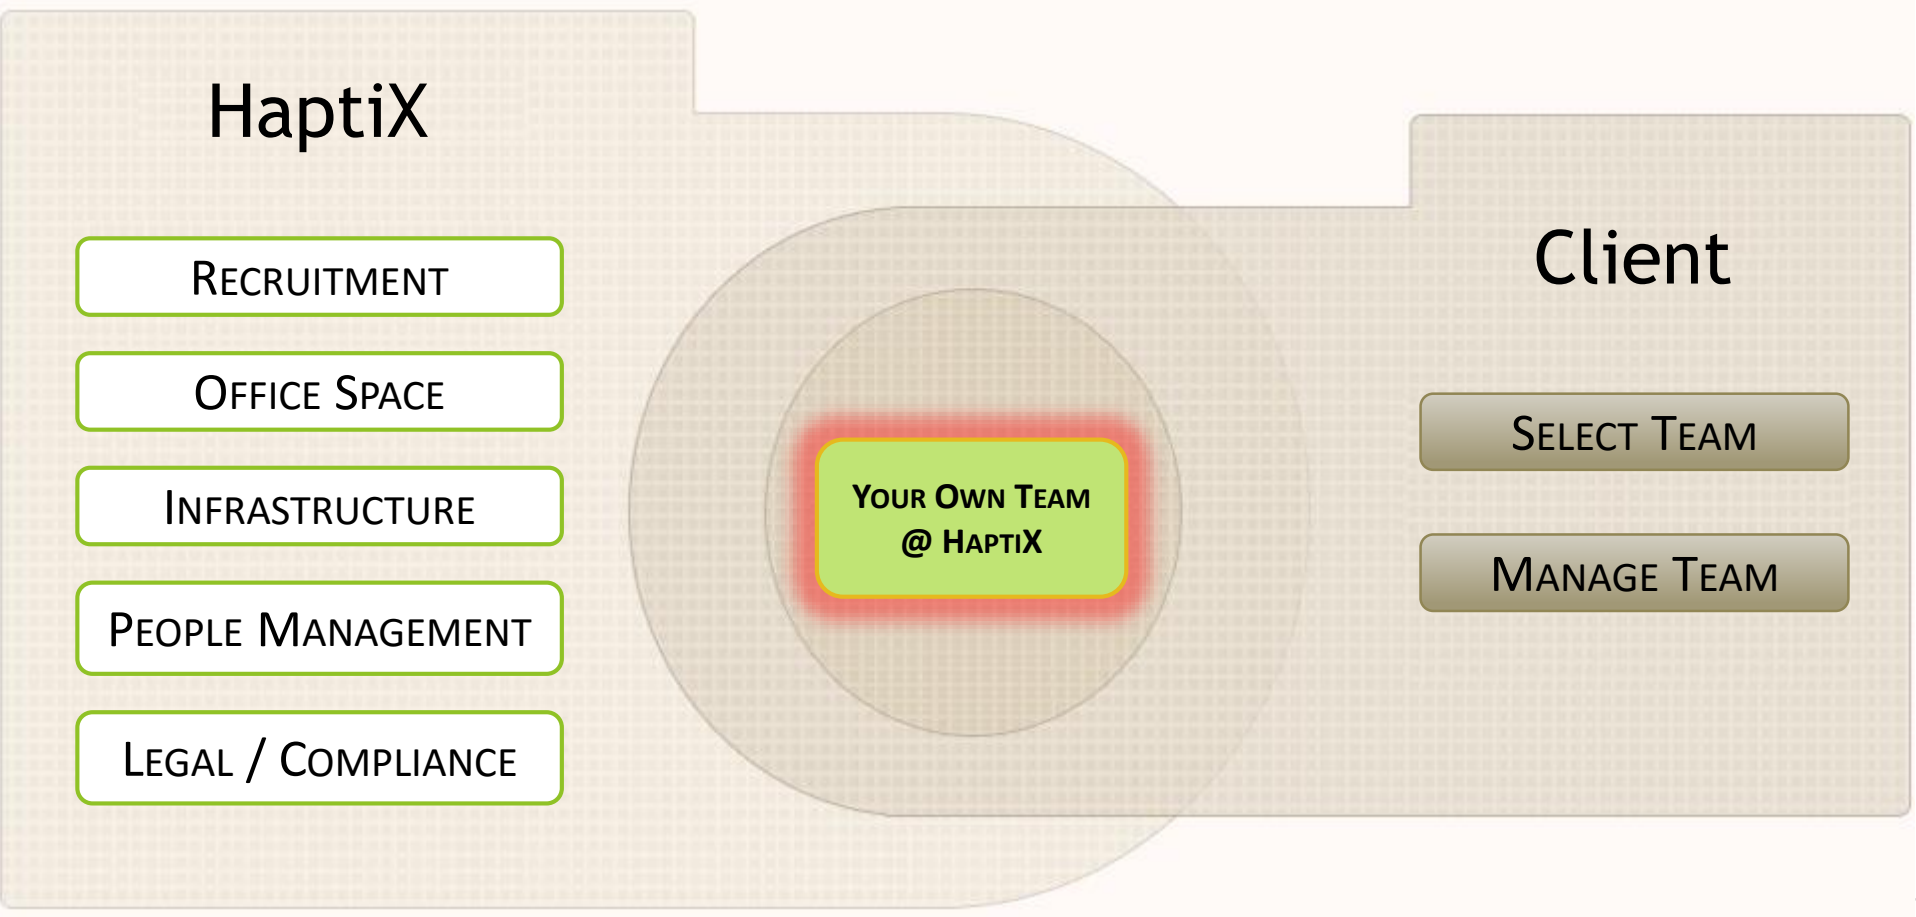 HaptiX
Recruitment
Office Space
Infrastructure
People Management
Legal / Compliance
Your Own Team
@ HaptiX
Client
Select Team
Manage Team